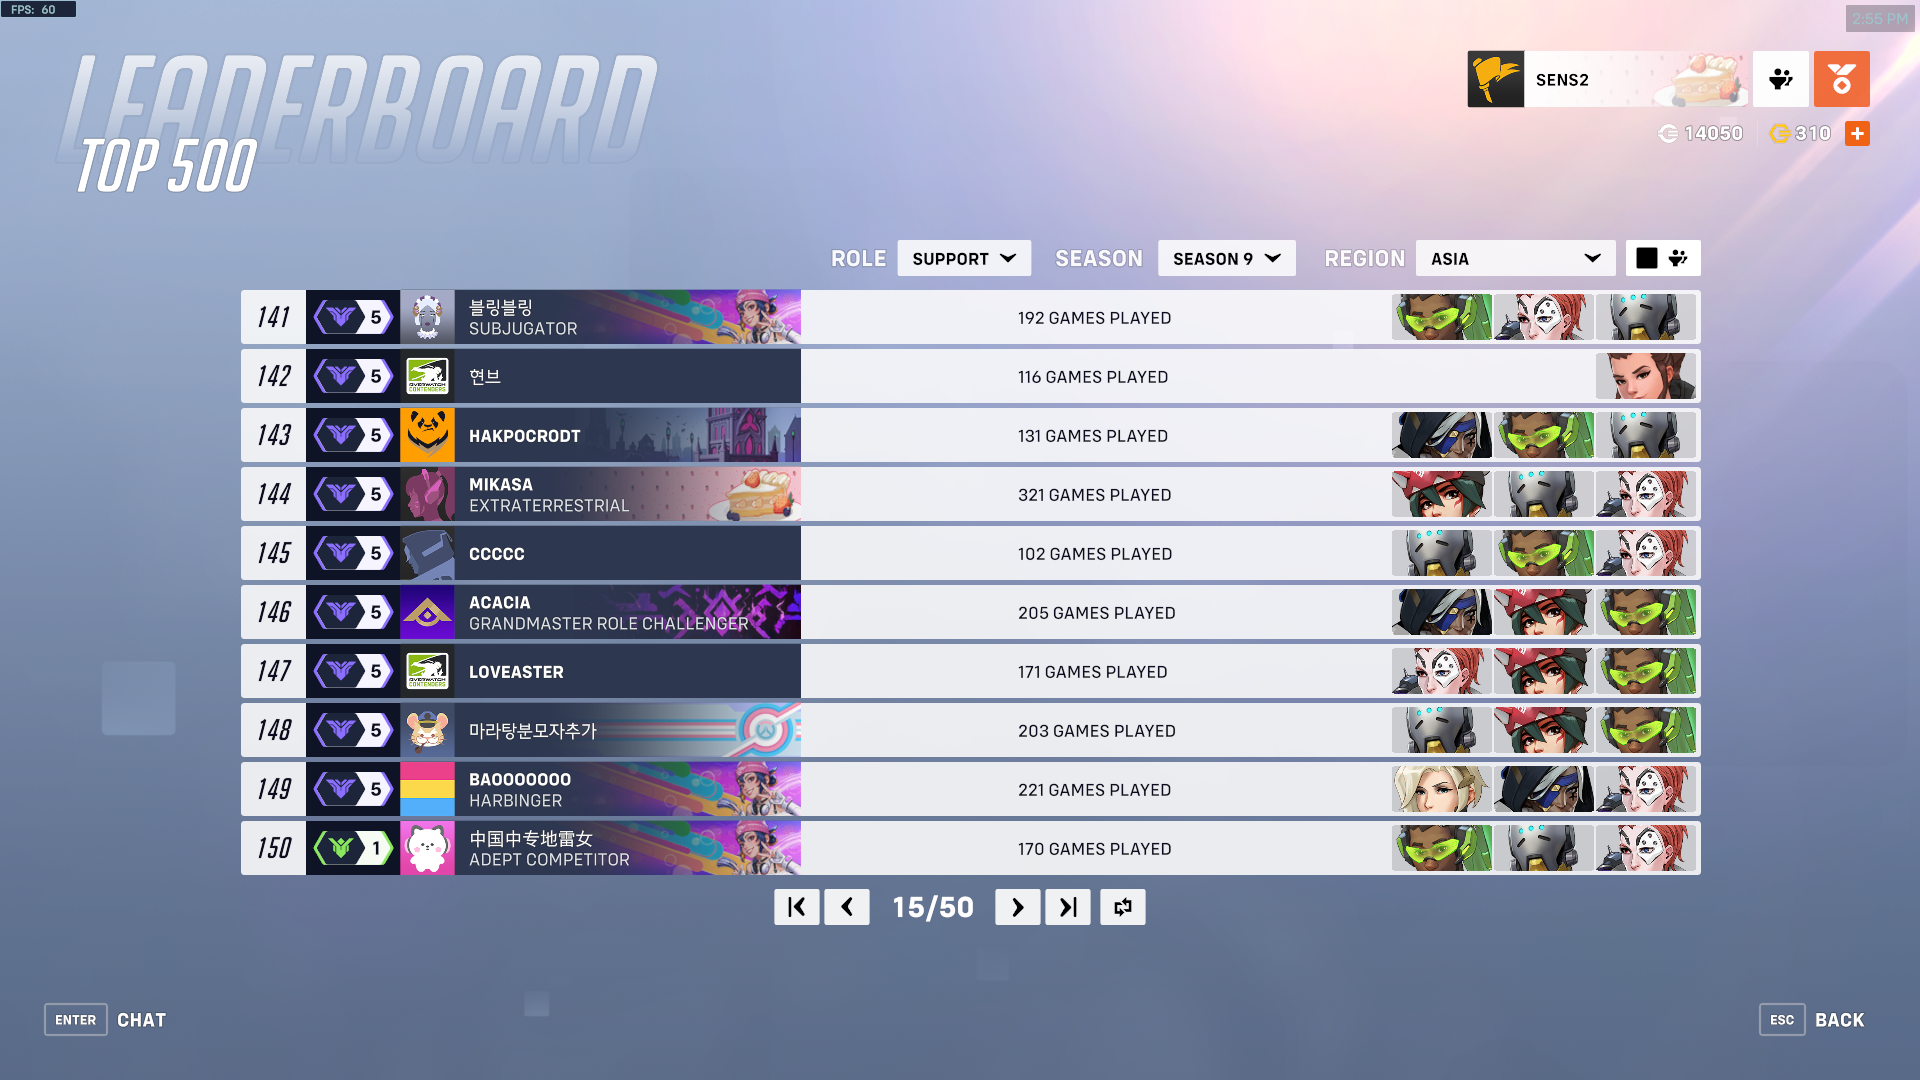 FPS: 60
2:55 PM
LEADERBOARD
TOP 500
SENS2
14050
310
ROLE SUPPORT SEASON SEASON 9 REGION ASIA
141 5 블링블링 192 GAMES PLAYED
SUBJUGATOR
142 5 현브 116 GAMES PLAYED
143 5 HAKPOCRODT 131 GAMES PLAYED
144 5 MIKASA 321 GAMES PLAYED
EXTRATERRESTRIAL
145 5 CCCCC 102 GAMES PLAYED
146 5 ACACIA 205 GAMES PLAYED
GRANDMASTER ROLE CHALLENGER
147 5 LOVEASTER 171 GAMES PLAYED
148 5 마라탕분모자추가 203 GAMES PLAYED
149 5 BAOOOOOOO 221 GAMES PLAYED
HARBINGER
150 1 中国中专地雷女 170 GAMES PLAYED
ADEPT COMPETITOR
15/50
ENTER CHAT
ESC BACK